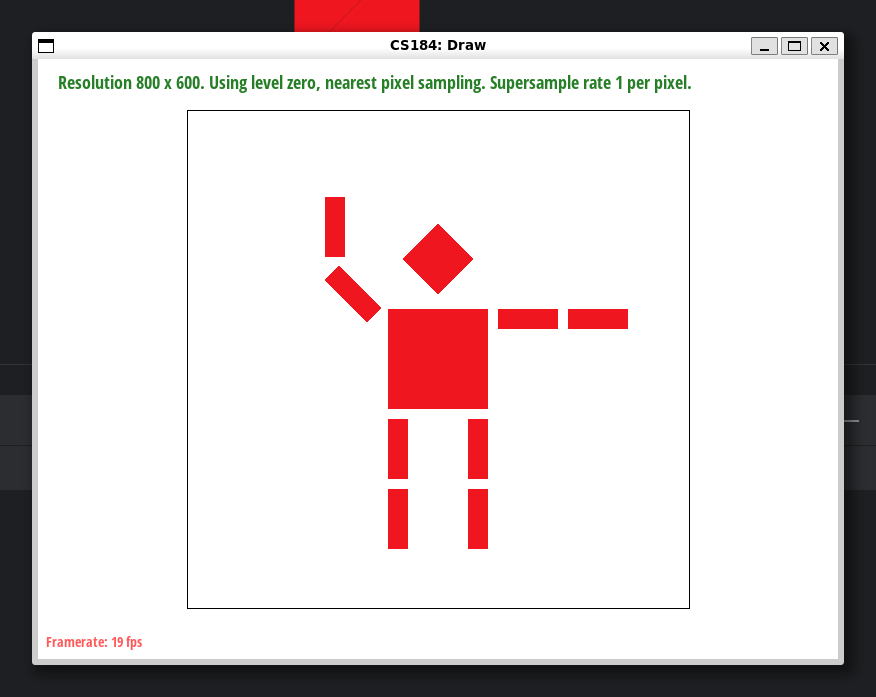 CS184: Draw
Resolution 800 x 600. Using level zero, nearest pixel sampling. Supersample rate 1 per pixel.
Framerate: 19 fps